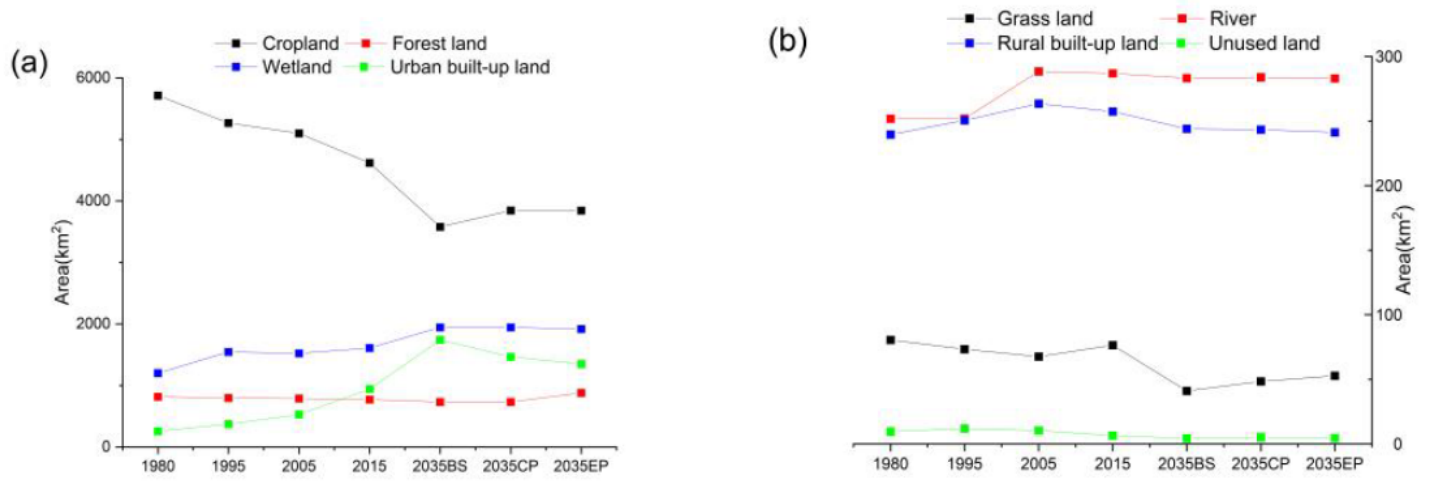 (a)
Cropland Forest land
Wetland Urban built-up land
6000
4000
2000
0
Area(km²)
1980 1995 2005 2015 2035BS 2035CP 2035EP
(b)
Grass land River
Rural built-up land Unused land
300
200
100
0
Area(km²)
1980 1995 2005 2015 2035BS 2035CP 2035EP